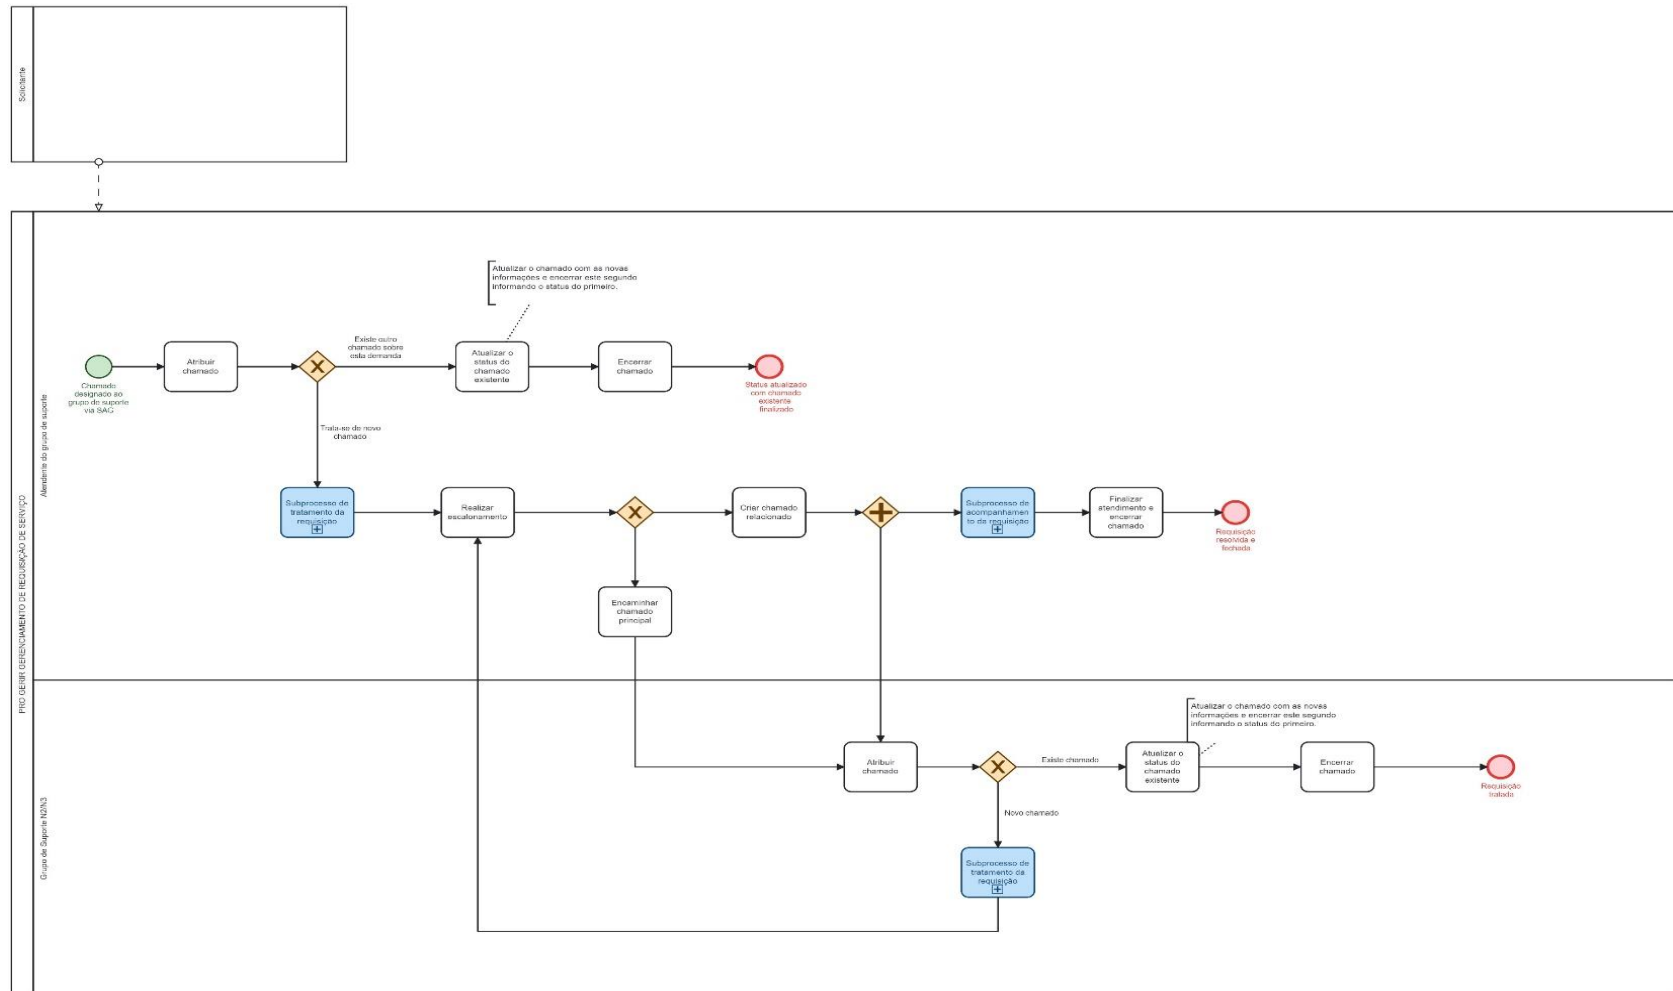 Solicitante
PRO GERIR GERENCIAMENTO DE REQUISIÇÃO DE SERVIÇO
Atendente do grupo de suporte
Atualizar o chamado com as novas
informações e encerrar este segundo
informando o status do primeiro.
Chamado
designado ao
grupo de suporte
via SAC
Atribuir
chamado
Existe outro
chamado sobre
esta demanda
Atualizar o
status do
chamado
existente
Encerrar
chamado
Status atualizado
com chamado
existente
finalizado
Trata-se de novo
chamado
Subprocesso de
tratamento da
requisição
Realizar
escalonamento
Criar chamado
relacionado
Subprocesso de
acompanhamen
to da requisição
Finalizar
atendimento e
encerrar
chamado
Requisição
resolvida e
fechada
Encaminhar
chamado
principal
Grupo de Suporte N2/N3
Atualizar o chamado com as novas
informações e encerrar este segundo
informando o status do primeiro.
Atribuir
chamado
Existe chamado
Atualizar o
status do
chamado
existente
Encerrar
chamado
Requisição
tratada
Novo chamado
Subprocesso de
tratamento da
requisição